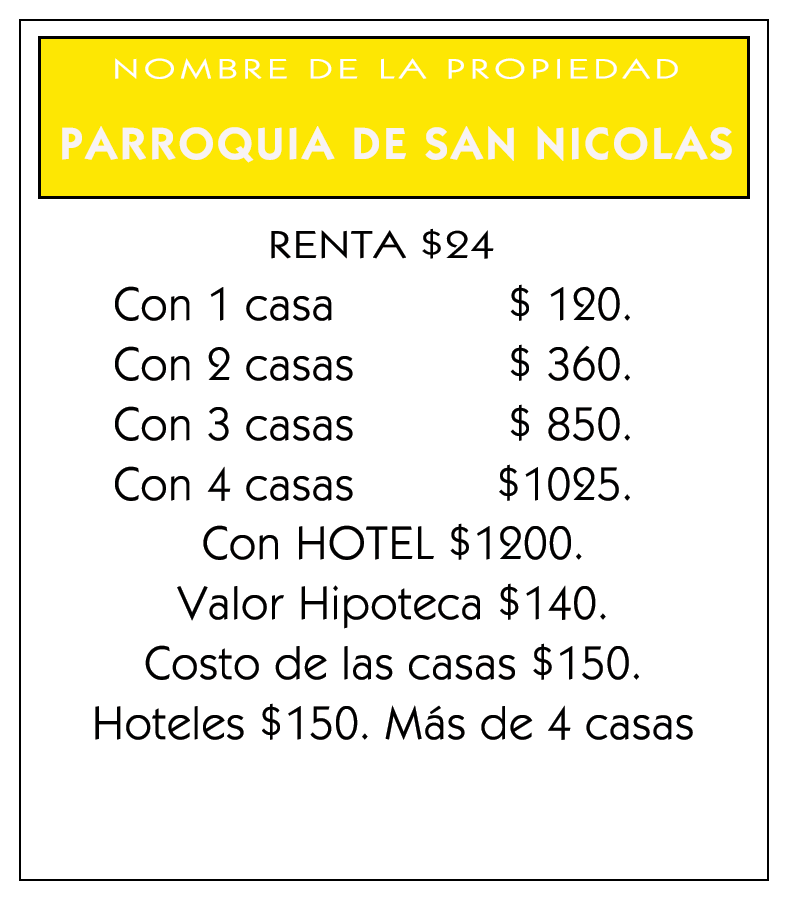 NOMBRE DE LA PROPIEDAD
PARROQUIA DE SAN NICOLAS
RENTA $24
Con 1 casa $ 120.
Con 2 casas $ 360.
Con 3 casas $ 850.
Con 4 casas $1025.
Con HOTEL $1200.
Valor Hipoteca $140.
Costo de las casas $150.
Hoteles $150. Más de 4 casas